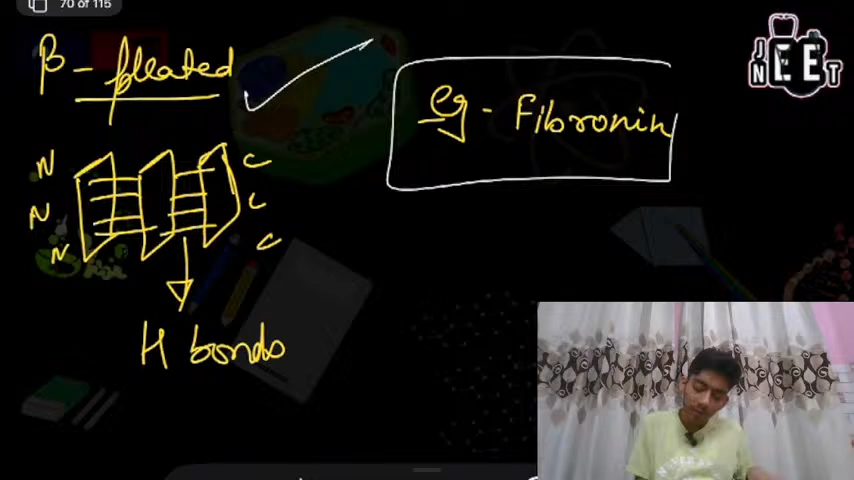 70 of 115
J
NEET
β - pleated
eg - Fibronin
N C
N C
N C
H bonds